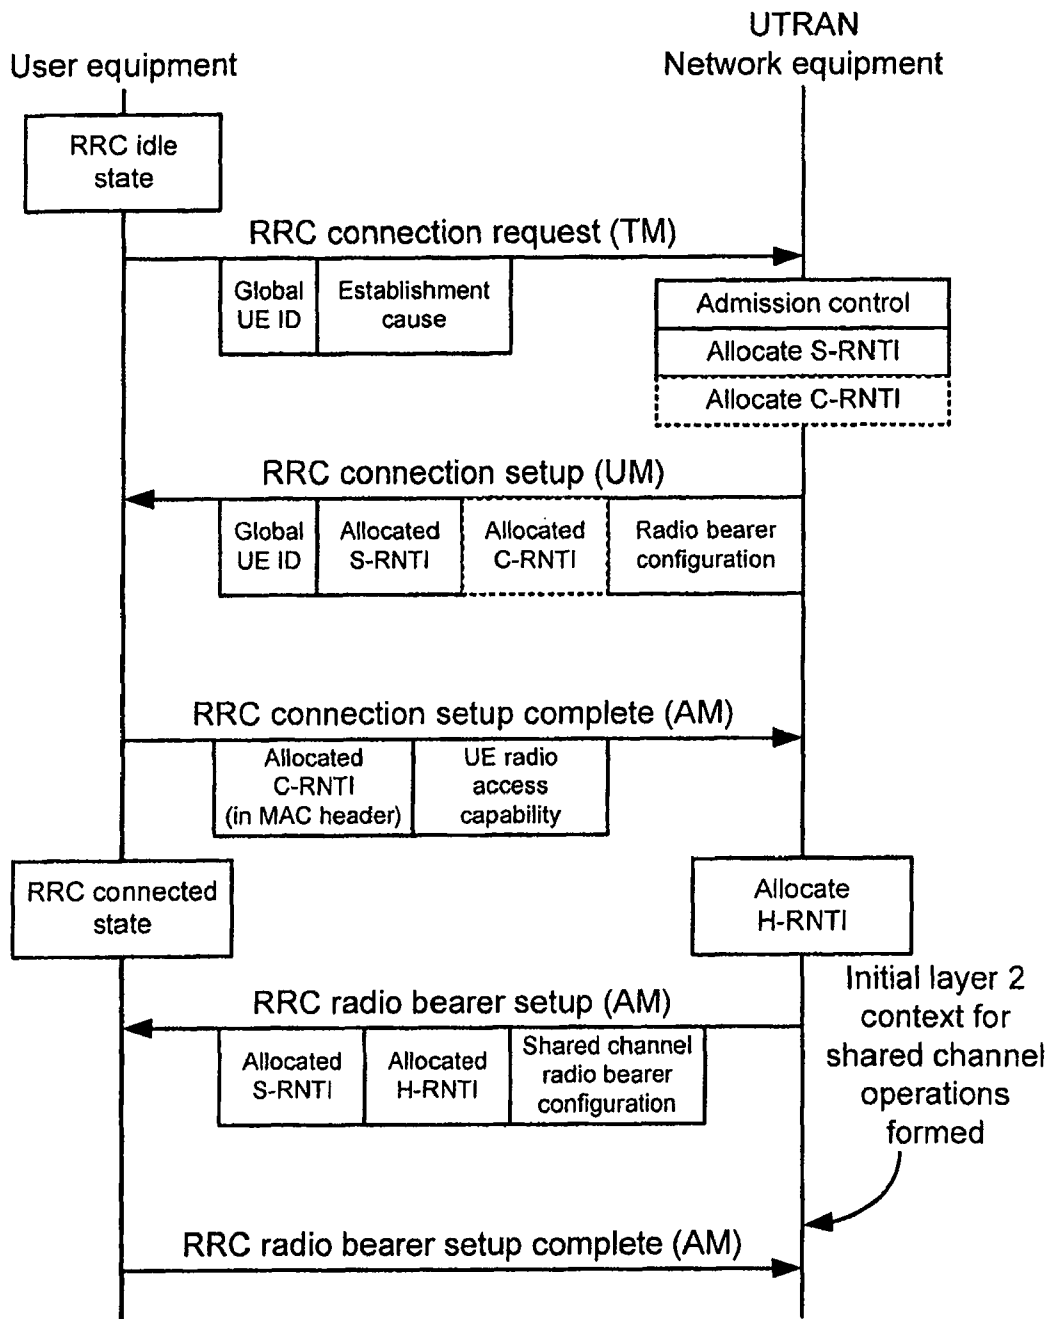 UTRAN
User equipment
Network equipment
RRC idle
state
RRC connection request (TM)
Global
UE ID
Establishment
cause
Admission control
Allocate S-RNTI
Allocate C-RNTI
RRC connection setup (UM)
Global
UE ID
Allocated
S-RNTI
Allocated
C-RNTI
Radio bearer
configuration
RRC connection setup complete (AM)
Allocated
C-RNTI
(in MAC header)
UE radio
access
capability
RRC connected
state
Allocate
H-RNTI
RRC radio bearer setup (AM)
Allocated
S-RNTI
Allocated
H-RNTI
Shared channel
radio bearer
configuration
Initial layer 2
context for
shared channel
operations
formed
RRC radio bearer setup complete (AM)